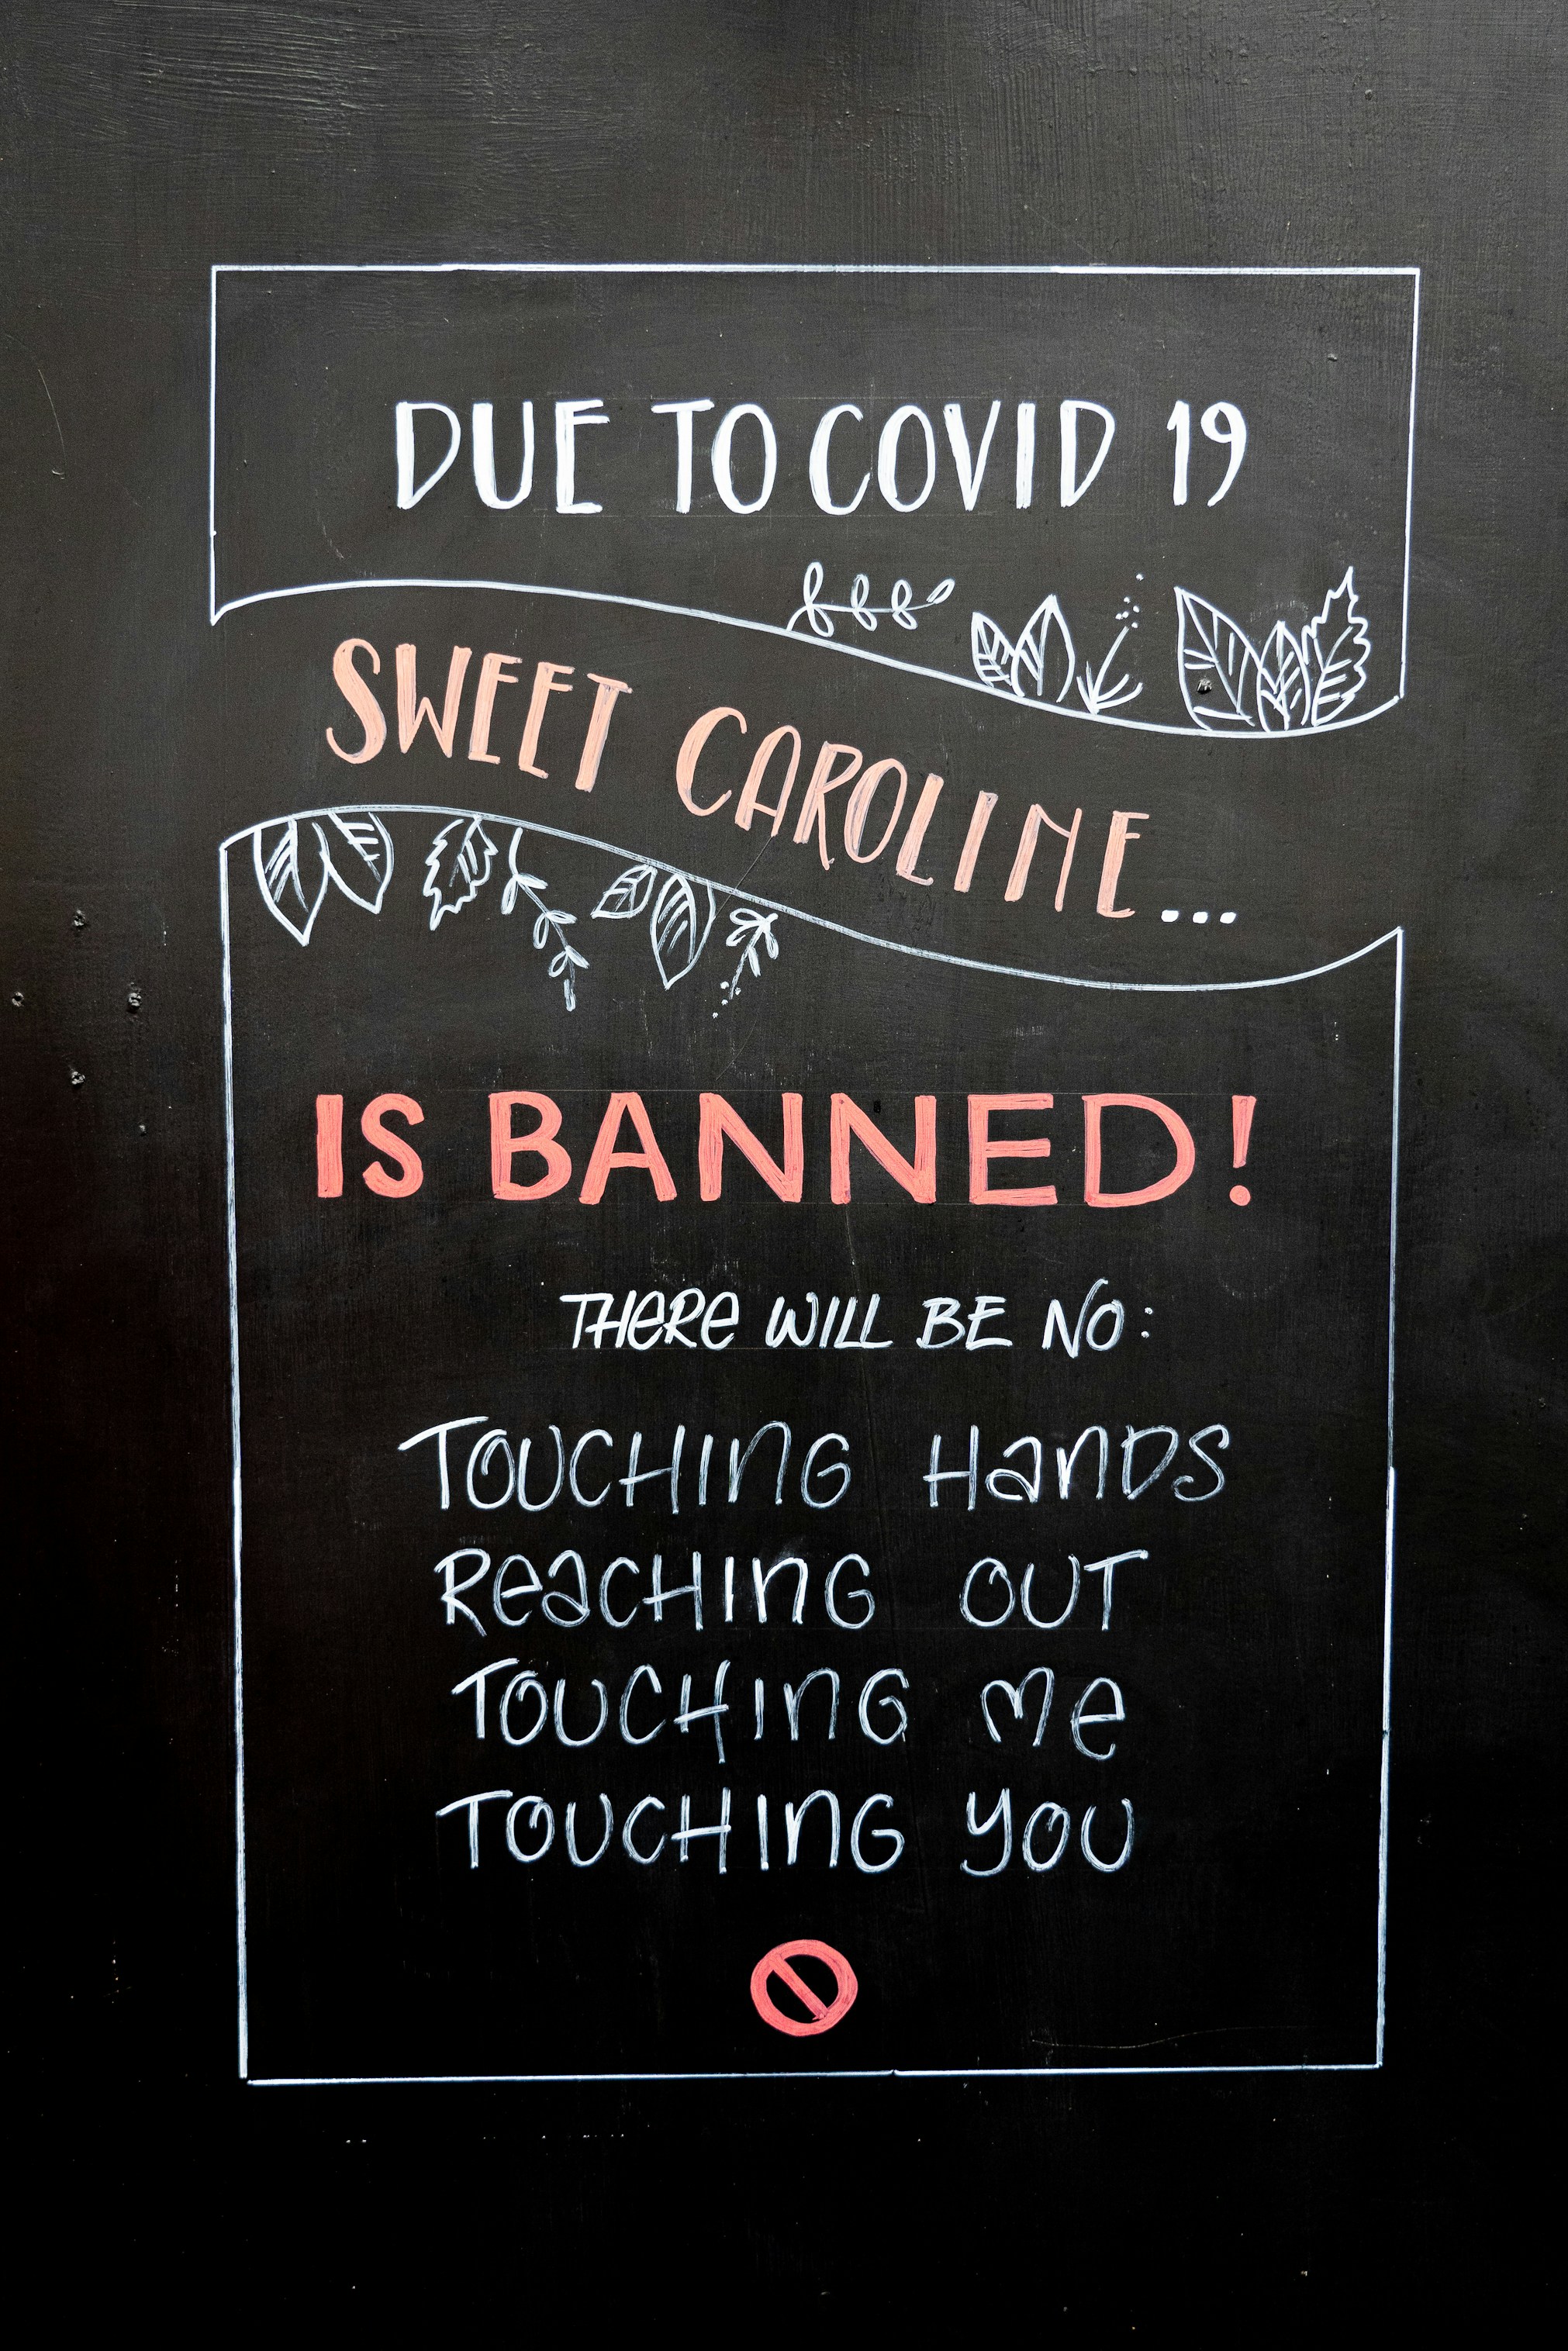 DUE TO COVID 19
SWEET CAROLINE...
IS BANNED!
THERE WILL BE NO:
TOUCHING HANDS
REACHING OUT
TOUCHING ME
TOUCHING YOU